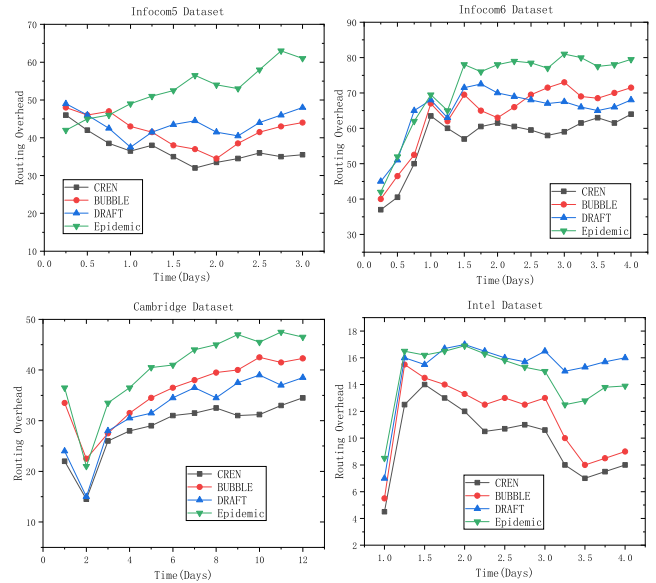 Infocom5 Dataset
70
60
50
40
30
20
10
Routing Overhead
CREN
BUBBLE
DRAFT
Epidemic
0.0 0.5 1.0 1.5 2.0 2.5 3.0
Time(Days)
Infocom6 Dataset
90
80
70
60
50
40
30
Routing Overhead
CREN
BUBBLE
DRAFT
Epidemic
0.0 0.5 1.0 1.5 2.0 2.5 3.0 3.5 4.0
Time(Days)
Cambridge Dataset
50
40
30
20
10
Routing Overhead
CREN
BUBBLE
DRAFT
Epidemic
0 2 4 6 8 10 12
Time(Days)
Intel Dataset
18
16
14
12
10
8
6
4
2
Routing Overhead
CREN
BUBBLE
DRAFT
Epidemic
1.0 1.5 2.0 2.5 3.0 3.5 4.0
Time(Days)